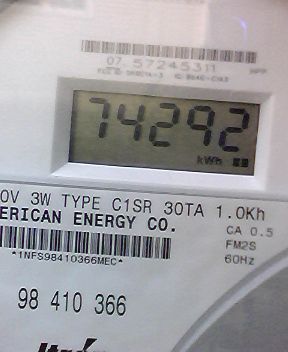 07 57245311
74292
kWh
0V 3W TYPE C1SR 30TA 1.0Kh
ERICAN ENERGY CO.
CA 0.5
FM2S
60Hz
*1NFS98410366MEC*
98 410 366
Itron